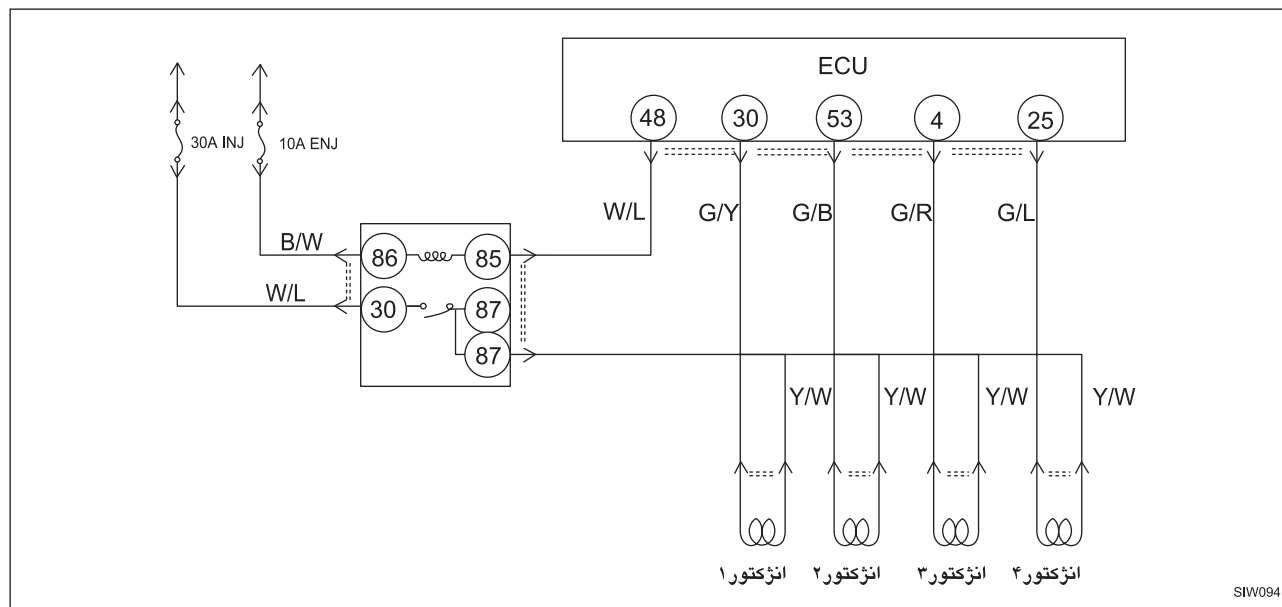 ECU
48 30 53 4 25
30A INJ 10A ENJ
W/L G/Y G/B G/R G/L
B/W
86 85
W/L
30 87
87
Y/W Y/W Y/W Y/W
انژکتور۱ انژکتور۲ انژکتور۳ انژکتور۴
SIW094